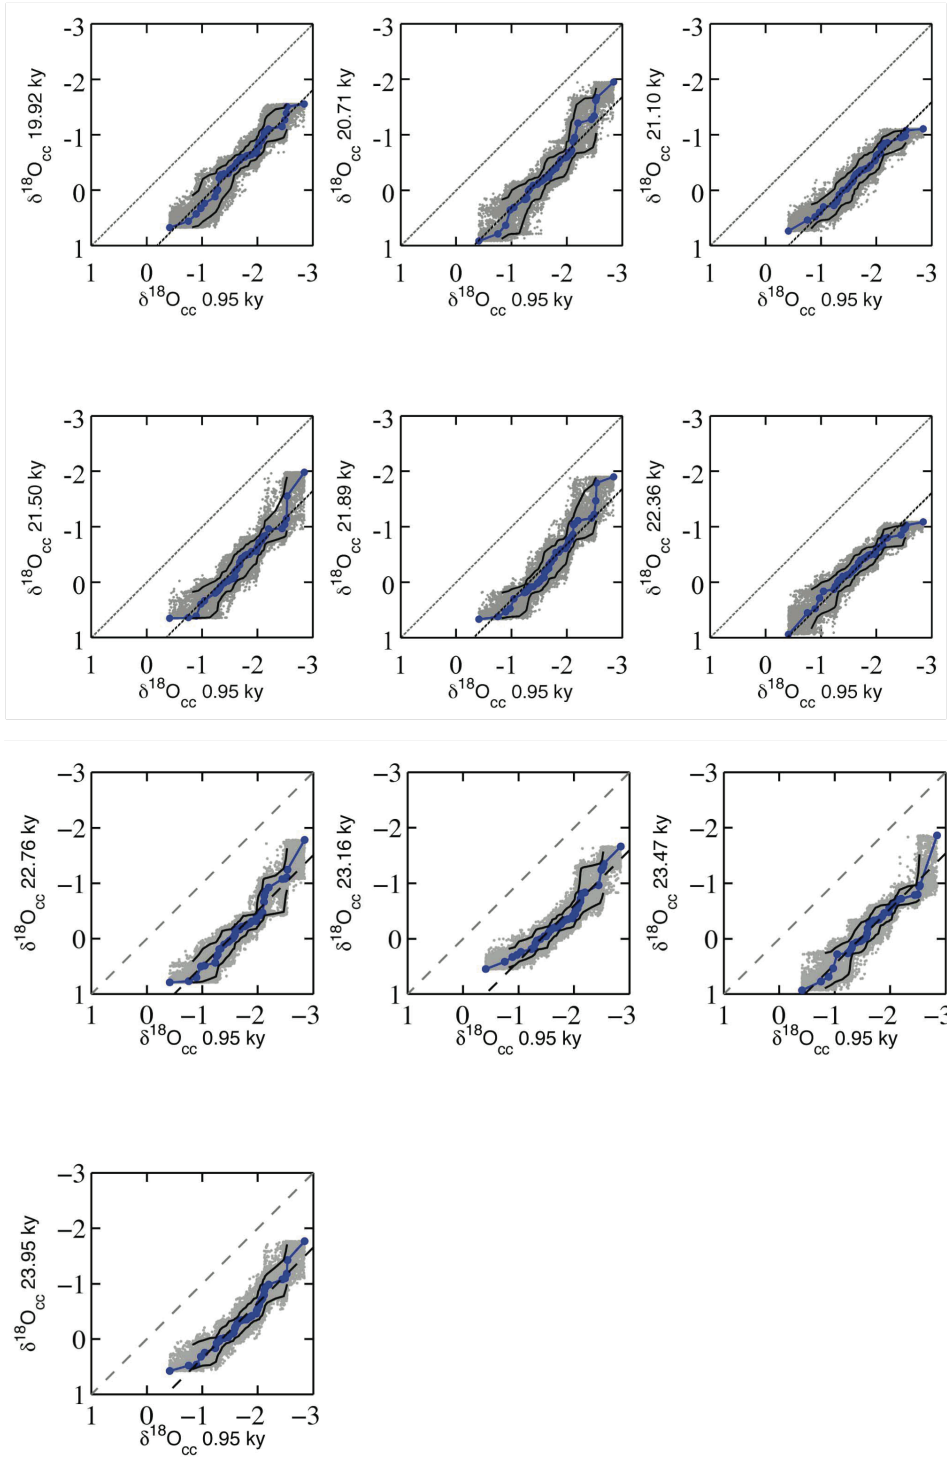 -3 -3 -3
-2 -2 -2
-1 -1 -1
0 0 0
1 1 1
δ18Occ 19.92 ky δ18Occ 20.71 ky δ18Occ 21.10 ky
1 0 -1 -2 -3 1 0 -1 -2 -3 1 0 -1 -2 -3
δ18Occ 0.95 ky δ18Occ 0.95 ky δ18Occ 0.95 ky
-3 -3 -3
-2 -2 -2
-1 -1 -1
0 0 0
1 1 1
δ18Occ 21.50 ky δ18Occ 21.89 ky δ18Occ 22.36 ky
1 0 -1 -2 -3 1 0 -1 -2 -3 1 0 -1 -2 -3
δ18Occ 0.95 ky δ18Occ 0.95 ky δ18Occ 0.95 ky
−3 −3 −3
−2 −2 −2
−1 −1 −1
0 0 0
1 1 1
δ18Occ 22.76 ky δ18Occ 23.16 ky δ18Occ 23.47 ky
1 0 −1 −2 −3 1 0 −1 −2 −3 1 0 −1 −2 −3
δ18Occ 0.95 ky δ18Occ 0.95 ky δ18Occ 0.95 ky
−3
−2
−1
0
1
δ18Occ 23.95 ky
1 0 −1 −2 −3
δ18Occ 0.95 ky